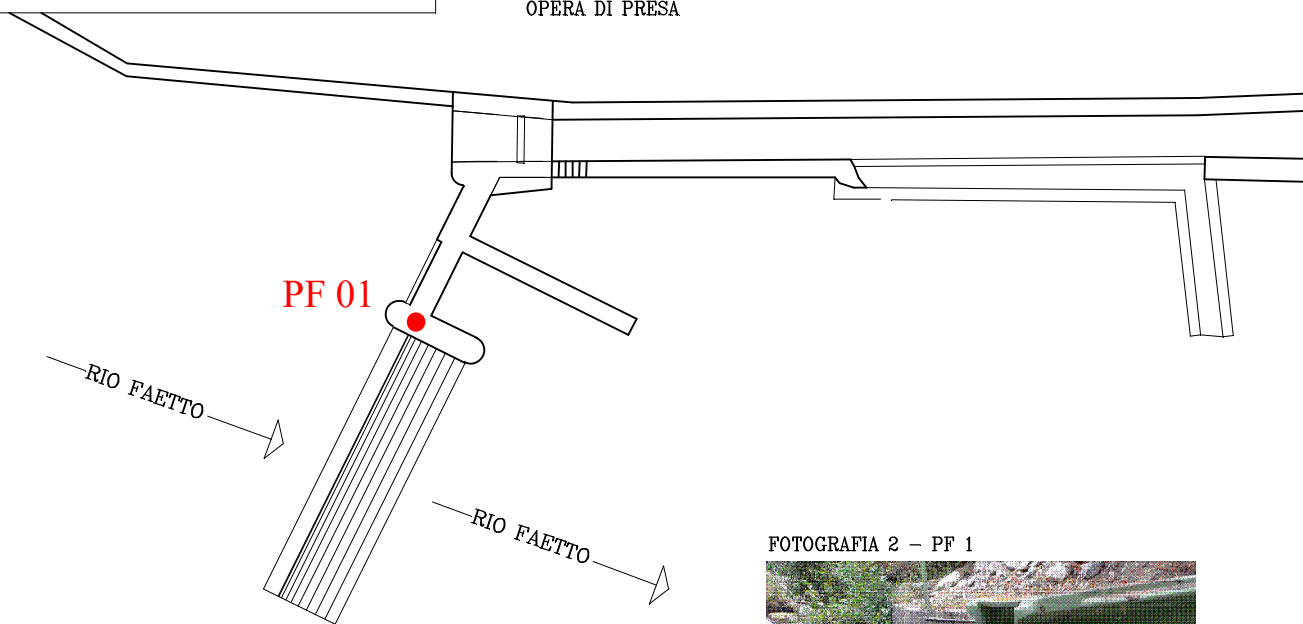 OPERA DI PRESA
PF 01
RIO FAETTO
RIO FAETTO
FOTOGRAFIA 2 - PF 1